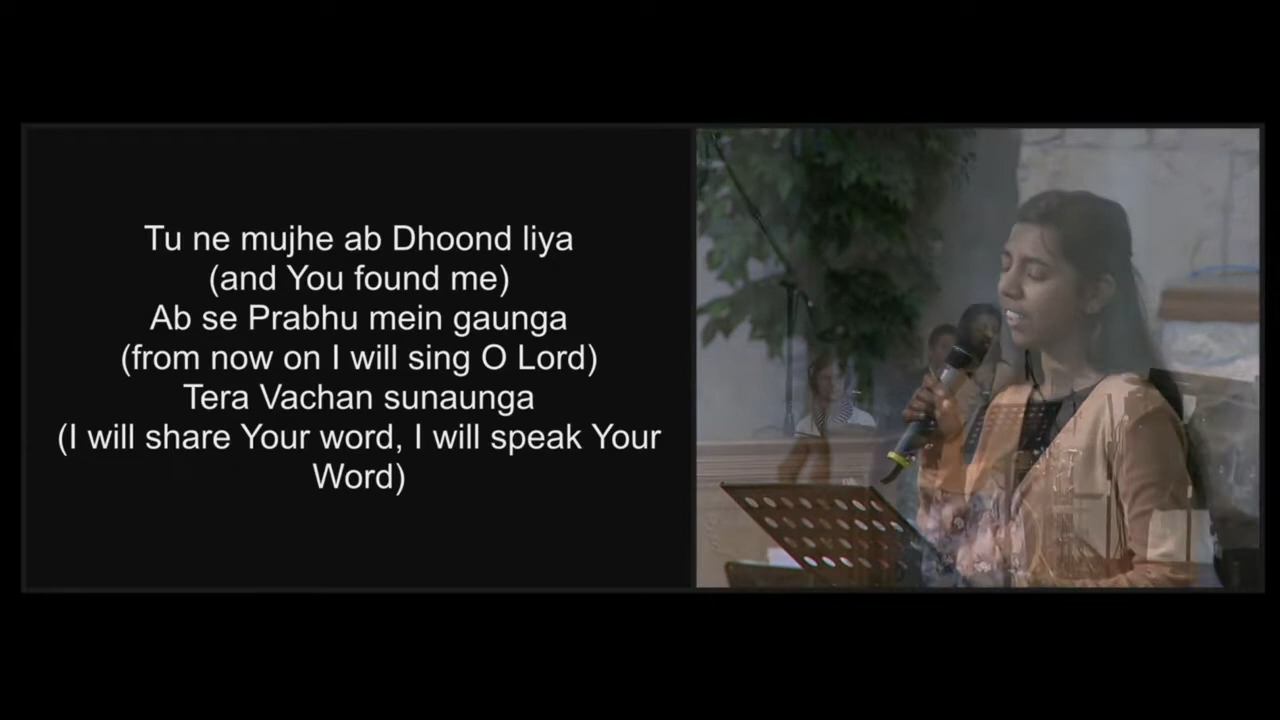 Tu ne mujhe ab Dhoond liya
(and You found me)
Ab se Prabhu mein gaunga
(from now on I will sing O Lord)
Tera Vachan sunaunga
(I will share Your word, I will speak Your
Word)